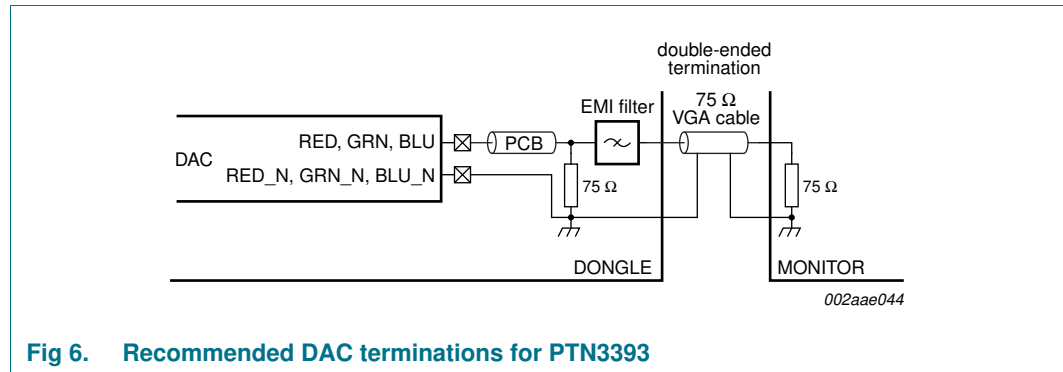 double-ended
termination
EMI filter
75 Ω
VGA cable
RED, GRN, BLU
PCB
DAC
RED_N, GRN_N, BLU_N
75 Ω
75 Ω
DONGLE
MONITOR
002aae044
Fig 6. Recommended DAC terminations for PTN3393